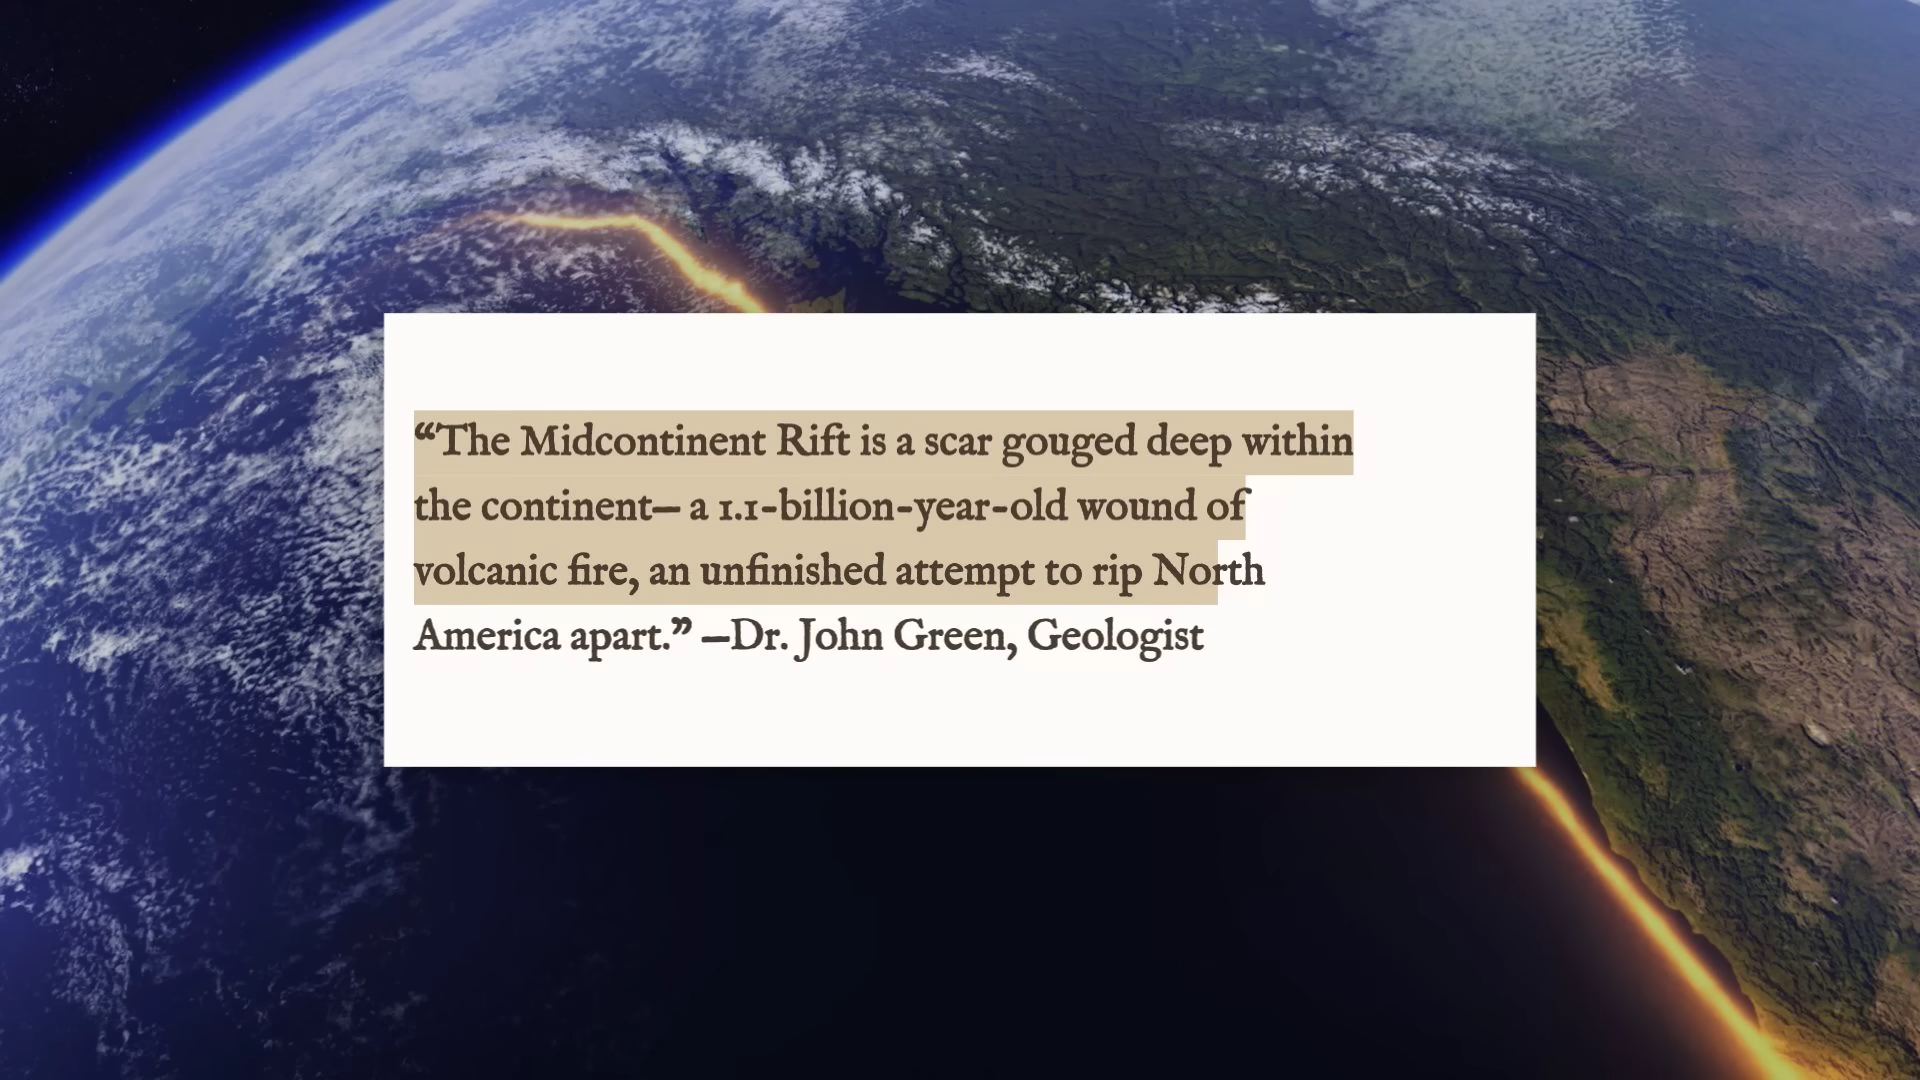 “The Midcontinent Rift is a scar gouged deep within
the continent— a 1.1-billion-year-old wound of
volcanic fire, an unfinished attempt to rip North
America apart.” —Dr. John Green, Geologist